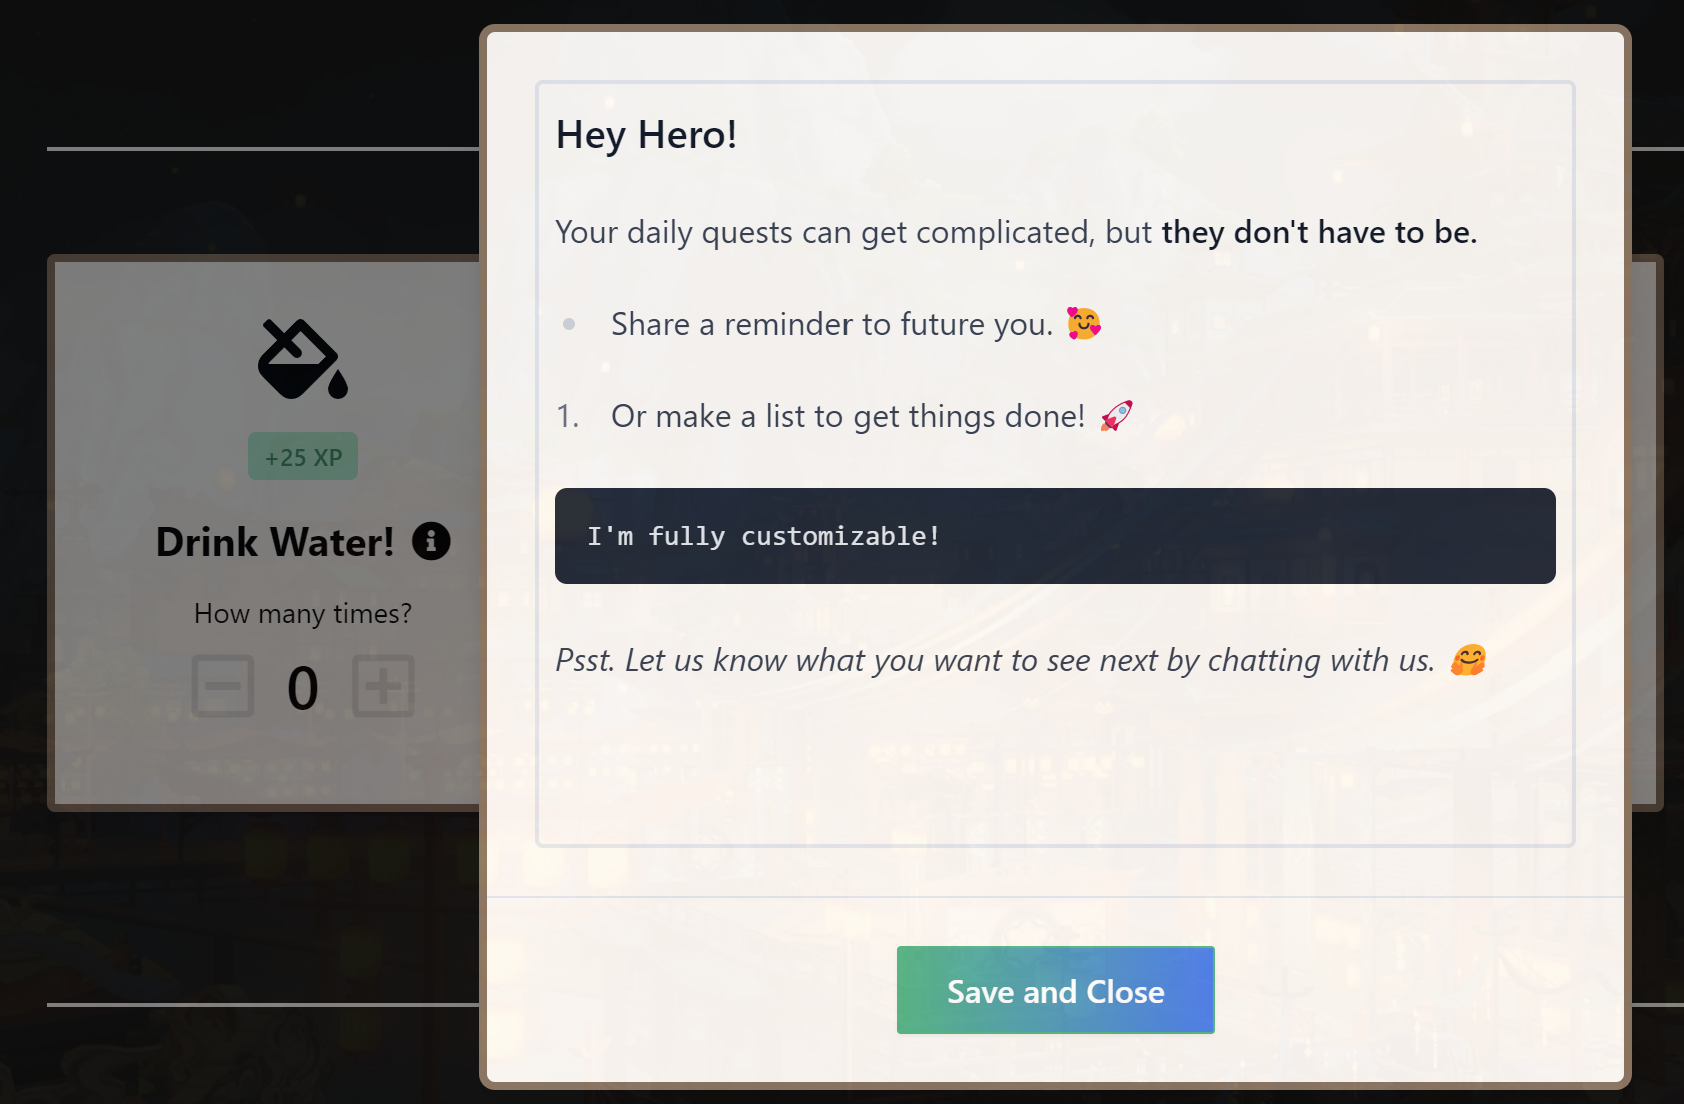 Hey Hero!
Your daily quests can get complicated, but they don't have to be.
Share a reminder to future you. 🥰
1. Or make a list to get things done! 🚀
I'm fully customizable!
Psst. Let us know what you want to see next by chatting with us. 🤗
Save and Close
+25 XP
Drink Water!
How many times?
0